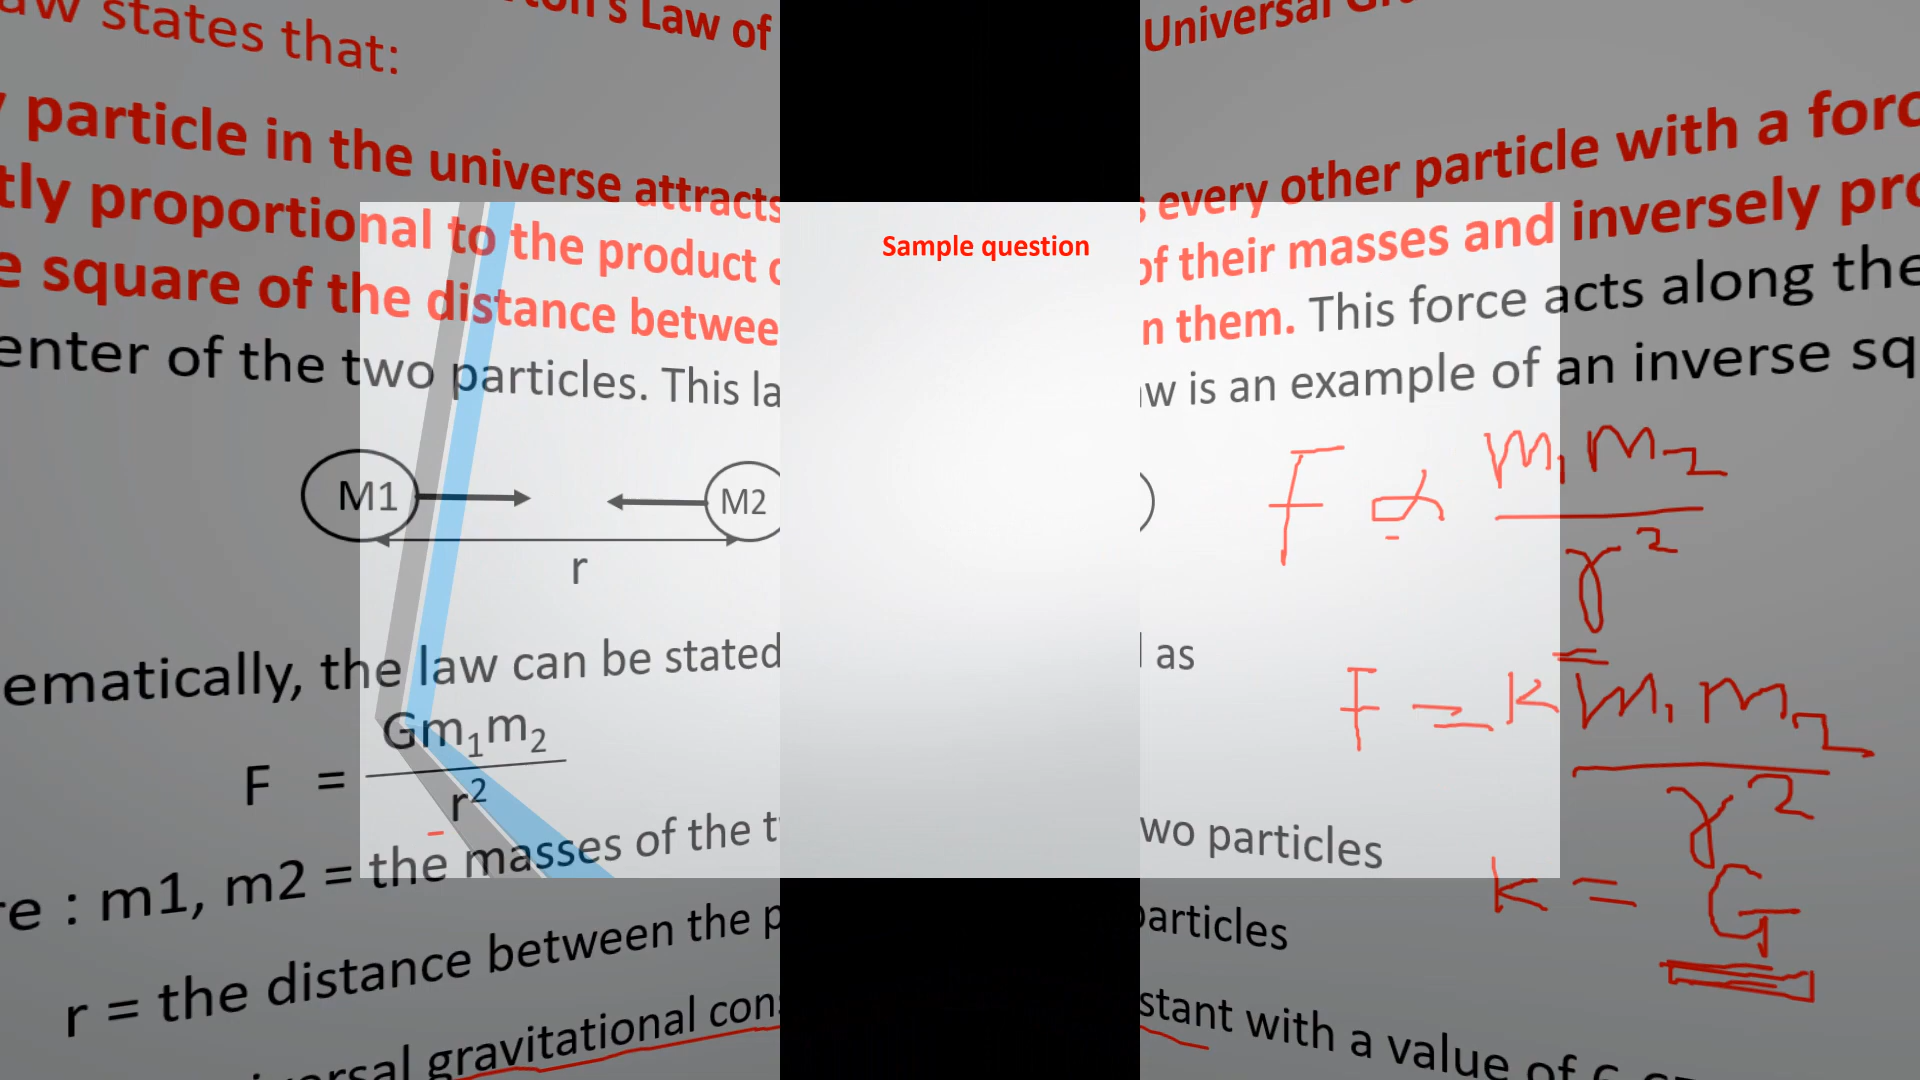 's Law of Universal
aw states that:
particle in the universe attracts every other particle with a
tly proportional to the product of their masses and inversely pro
e square of the distance between them. This force acts along the
enter of the two particles. This law is an example of an inverse sq
M1
M2
r
F ∝ m₁m₂/r²
ematically, the law can be stated as
F = Gm₁m₂/r²
F = K m₁m₂/r²
K = G
re : m1, m2 = the masses of the two particles
r = the distance between the particles
gravitational constant with a value of
Sample question